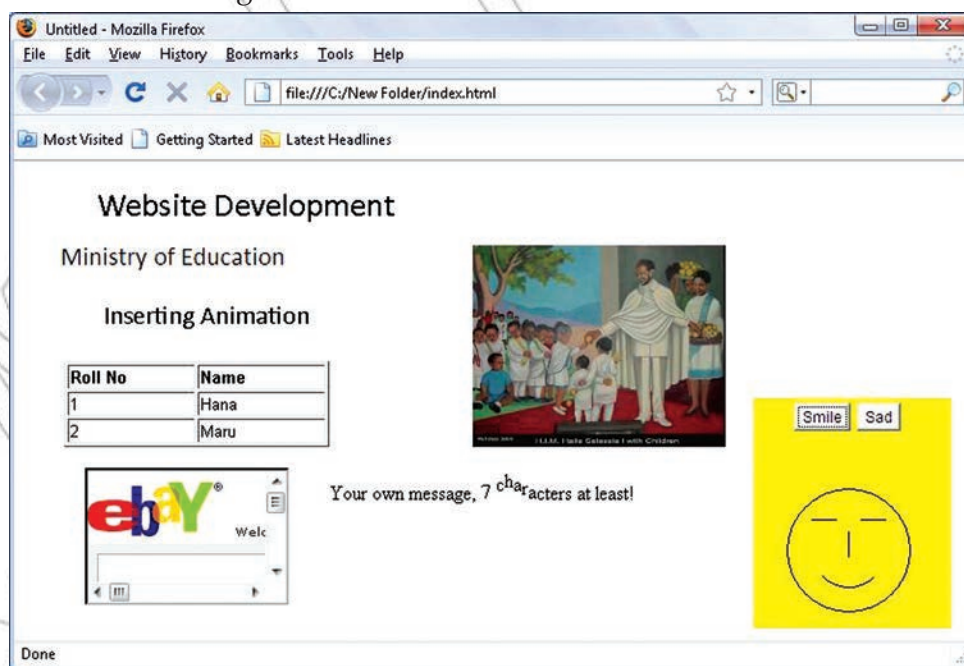 Untitled - Mozilla Firefox
File Edit View History Bookmarks Tools Help
file:///C:/New Folder/index.html
Most Visited Getting Started Latest Headlines
Website Development
Ministry of Education
Inserting Animation
Roll No Name
1 Hana
2 Maru
Smile Sad
ebaY®
Welc
Your own message, 7 characters at least!
Done